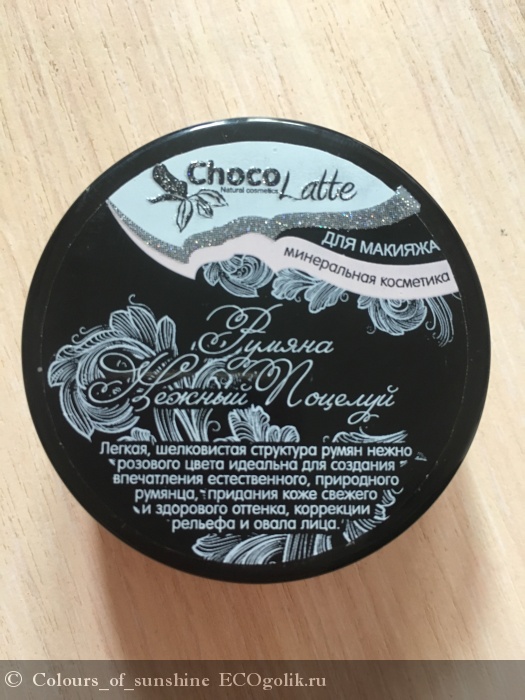 Choco Latte
Natural cosmetics
ДЛЯ МАКИЯЖА
минеральная косметика
Румяна
Нежный Поцелуй
Легкая, шелковистая структура румян нежно
розового цвета идеальна для создания
впечатления естественного, природного
румянца, придания коже свежего
и здорового оттенка, коррекции
рельефа и овала лица.
© Colours_of_sunshine ECOgolik.ru